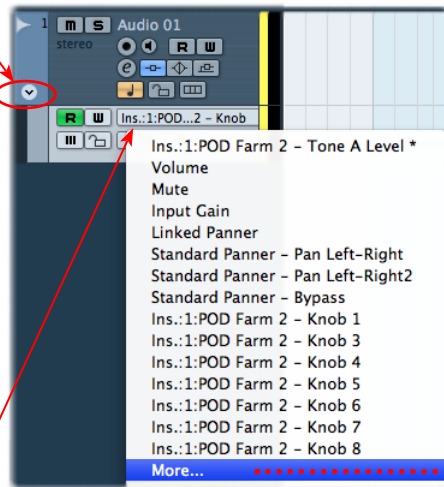 1 m S Audio 01
stereo R W
e
R W Ins.:1:POD...2 – Knob
Ins.:1:POD Farm 2 – Tone A Level *
Volume
Mute
Input Gain
Linked Panner
Standard Panner – Pan Left-Right
Standard Panner – Pan Left-Right2
Standard Panner – Bypass
Ins.:1:POD Farm 2 – Knob 1
Ins.:1:POD Farm 2 – Knob 3
Ins.:1:POD Farm 2 – Knob 4
Ins.:1:POD Farm 2 – Knob 5
Ins.:1:POD Farm 2 – Knob 6
Ins.:1:POD Farm 2 – Knob 7
Ins.:1:POD Farm 2 – Knob 8
More...